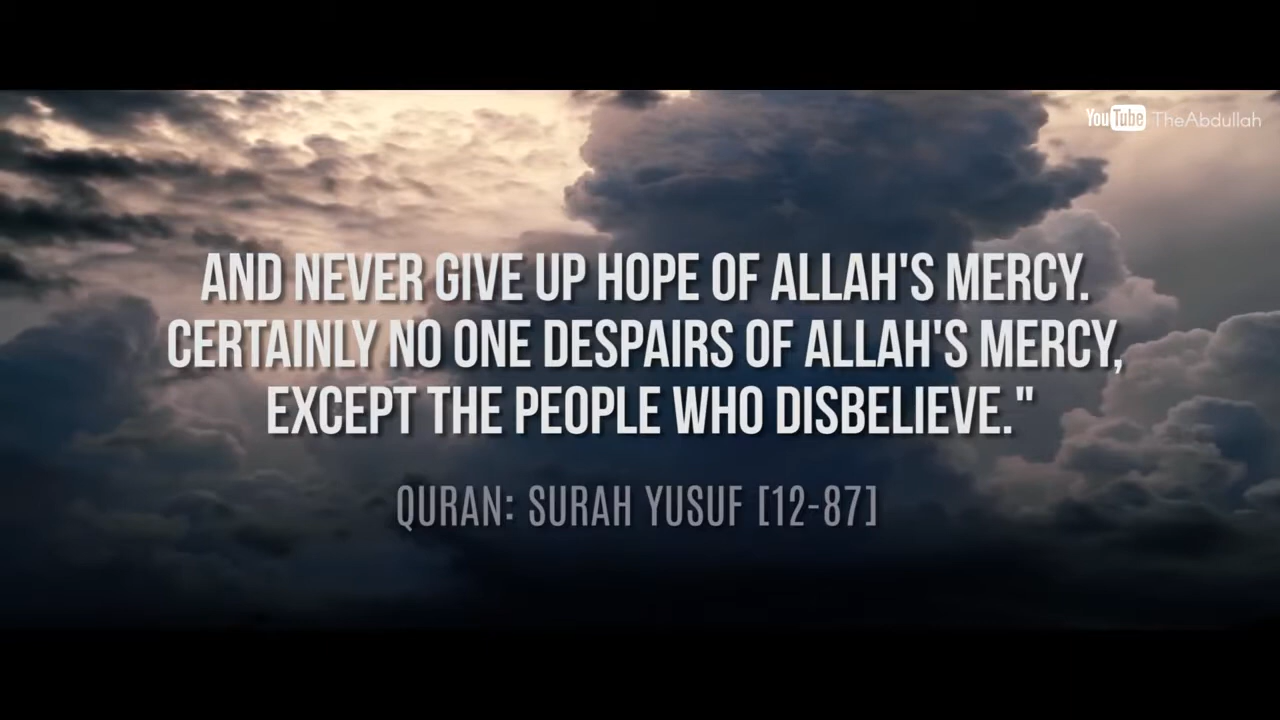 YouTube TheAbdullah
AND NEVER GIVE UP HOPE OF ALLAH'S MERCY.
CERTAINLY NO ONE DESPAIRS OF ALLAH'S MERCY,
EXCEPT THE PEOPLE WHO DISBELIEVE."
QURAN: SURAH YUSUF [12-87]